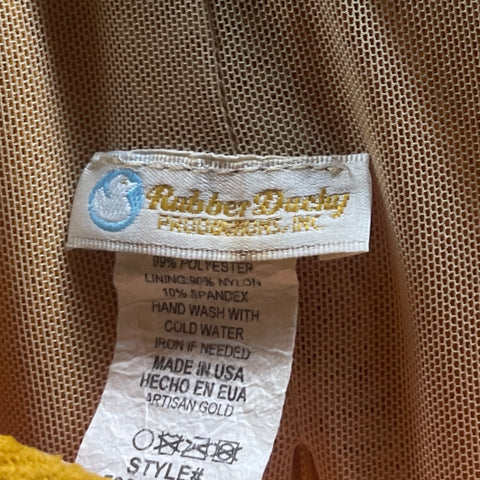 Rubber Ducky
PRODUCTIONS, INC.
99% POLYESTER
LINING:90% NYLON
10% SPANDEX
HAND WASH WITH
COLD WATER
IRON IF NEEDED
MADE IN USA
HECHO EN EUA
ARTISAN GOLD
STYLE#